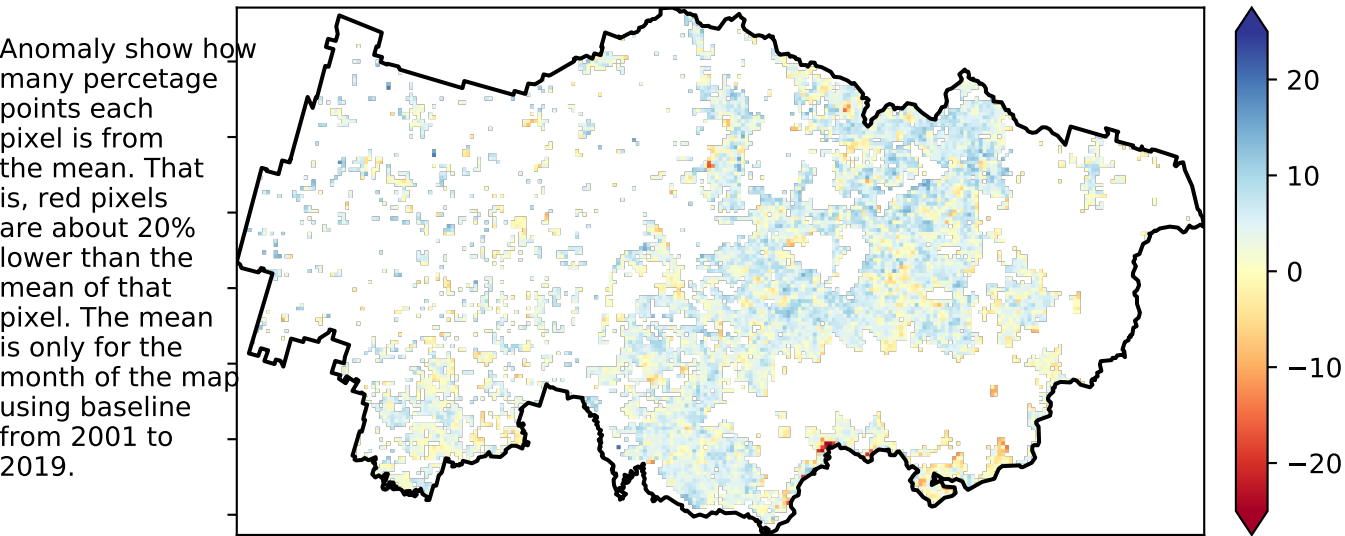 Anomaly show how
many percetage
points each
pixel is from
the mean. That
is, red pixels
are about 20%
lower than the
mean of that
pixel. The mean
is only for the
month of the map
using baseline
from 2001 to
2019.
20
10
0
−10
−20